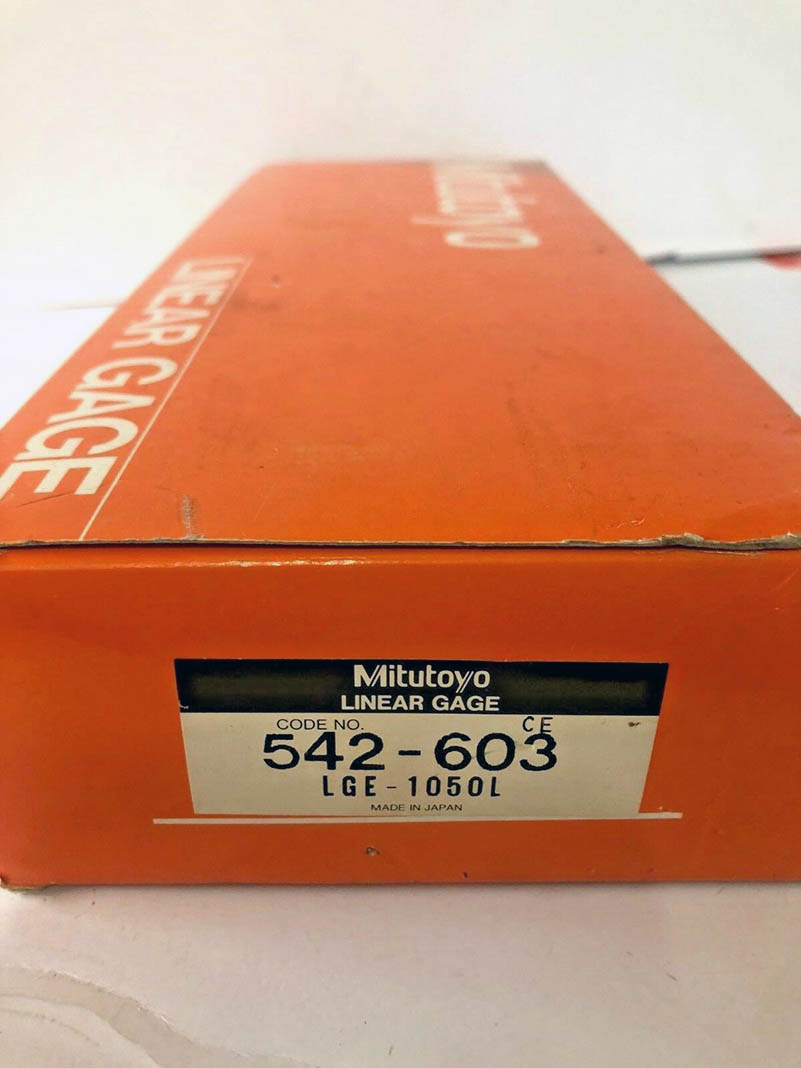 Mitutoyo
LINEAR GAGE
Mitutoyo
LINEAR GAGE
CODE NO.
CE
542-603
LGE-1050L
MADE IN JAPAN